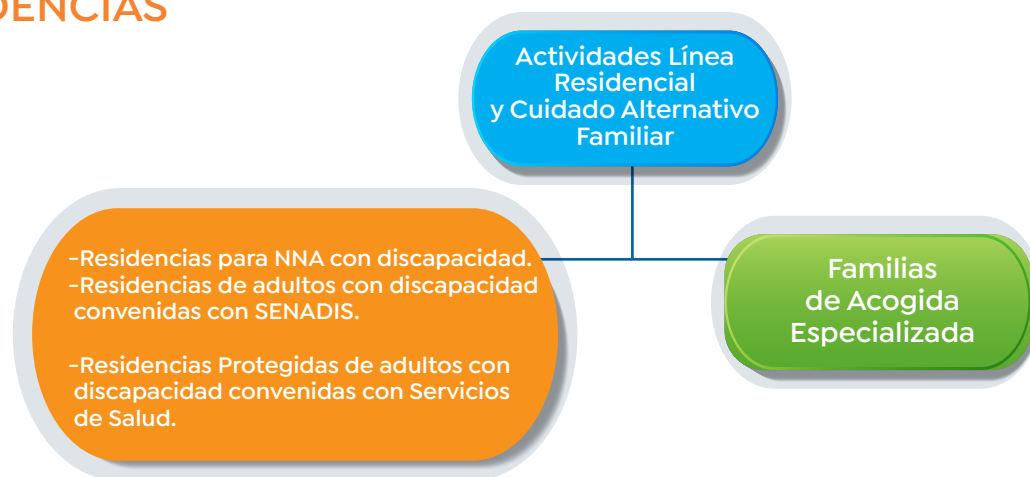 DENCIAS
Actividades Línea
Residencial
y Cuidado Alternativo
Familiar
-Residencias para NNA con discapacidad.
-Residencias de adultos con discapacidad
convenidas con SENADIS.
-Residencias Protegidas de adultos con
discapacidad convenidas con Servicios
de Salud.
Familias
de Acogida
Especializada